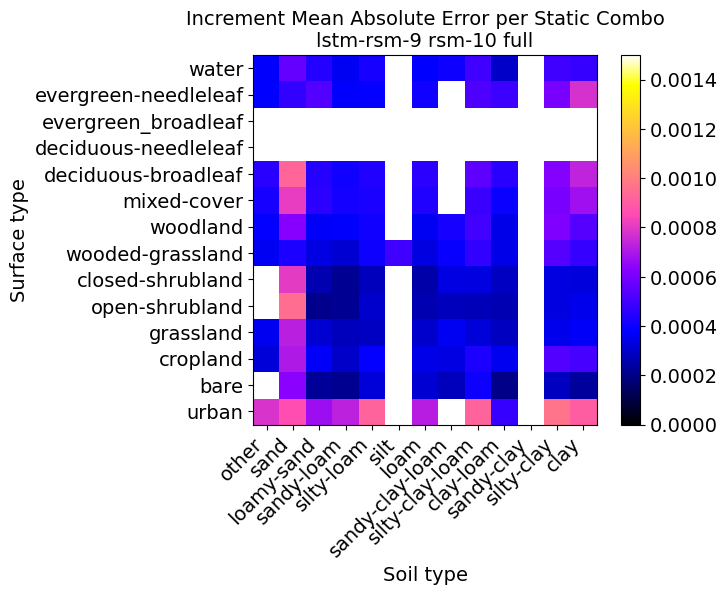 Increment Mean Absolute Error per Static Combo
lstm-rsm-9 rsm-10 full
Surface type
water
evergreen-needleleaf
evergreen_broadleaf
deciduous-needleleaf
deciduous-broadleaf
mixed-cover
woodland
wooded-grassland
closed-shrubland
open-shrubland
grassland
cropland
bare
urban
other
sand
loamy-sand
sandy-loam
silty-loam
silt
loam
sandy-clay-loam
silty-clay-loam
clay-loam
sandy-clay
silty-clay
clay
Soil type
0.0014
0.0012
0.0010
0.0008
0.0006
0.0004
0.0002
0.0000